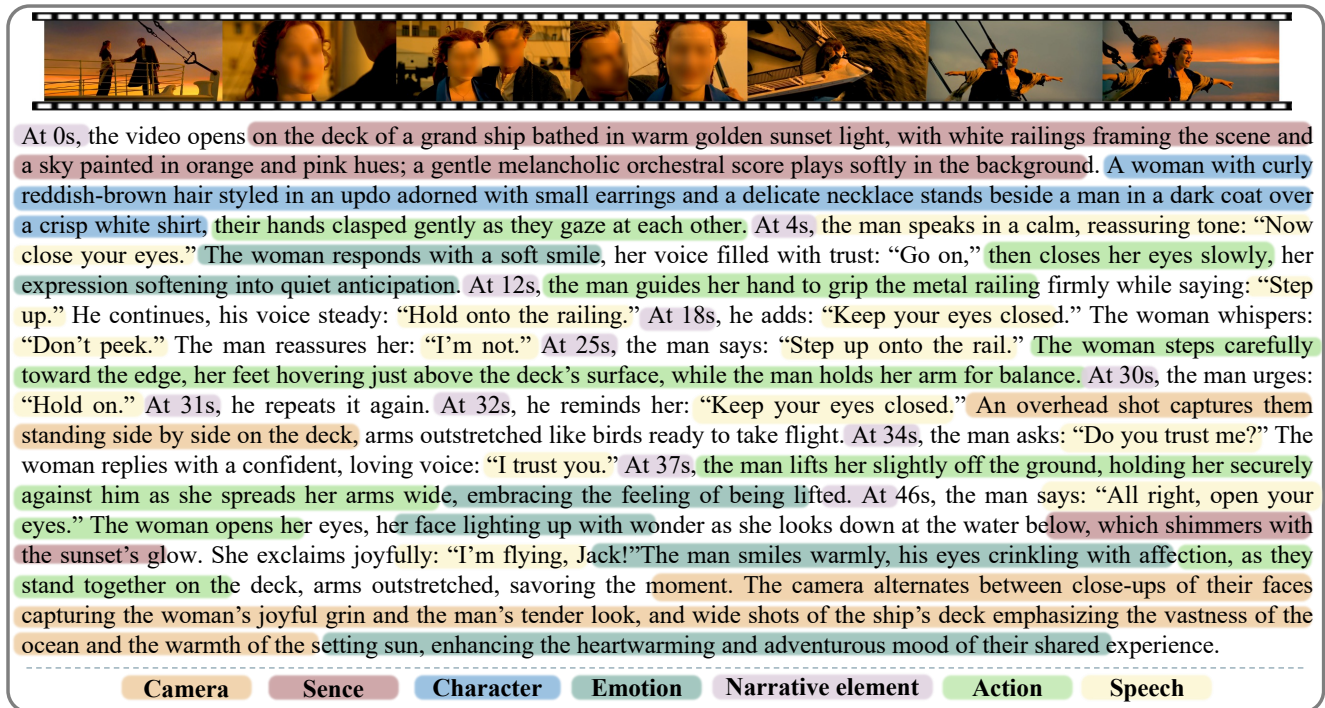 At 0s, the video opens on the deck of a grand ship bathed in warm golden sunset light, with white railings framing the scene and
a sky painted in orange and pink hues; a gentle melancholic orchestral score plays softly in the background. A woman with curly
reddish-brown hair styled in an updo adorned with small earrings and a delicate necklace stands beside a man in a dark coat over
a crisp white shirt, their hands clasped gently as they gaze at each other. At 4s, the man speaks in a calm, reassuring tone: “Now
close your eyes.” The woman responds with a soft smile, her voice filled with trust: “Go on,” then closes her eyes slowly, her
expression softening into quiet anticipation. At 12s, the man guides her hand to grip the metal railing firmly while saying: “Step
up.” He continues, his voice steady: “Hold onto the railing.” At 18s, he adds: “Keep your eyes closed.” The woman whispers:
“Don’t peek.” The man reassures her: “I’m not.” At 25s, the man says: “Step up onto the rail.” The woman steps carefully
toward the edge, her feet hovering just above the deck’s surface, while the man holds her arm for balance. At 30s, the man urges:
“Hold on.” At 31s, he repeats it again. At 32s, he reminds her: “Keep your eyes closed.” An overhead shot captures them
standing side by side on the deck, arms outstretched like birds ready to take flight. At 34s, the man asks: “Do you trust me?” The
woman replies with a confident, loving voice: “I trust you.” At 37s, the man lifts her slightly off the ground, holding her securely
against him as she spreads her arms wide, embracing the feeling of being lifted. At 46s, the man says: “All right, open your
eyes.” The woman opens her eyes, her face lighting up with wonder as she looks down at the water below, which shimmers with
the sunset’s glow. She exclaims joyfully: “I’m flying, Jack!”The man smiles warmly, his eyes crinkling with affection, as they
stand together on the deck, arms outstretched, savoring the moment. The camera alternates between close-ups of their faces
capturing the woman’s joyful grin and the man’s tender look, and wide shots of the ship’s deck emphasizing the vastness of the
ocean and the warmth of the setting sun, enhancing the heartwarming and adventurous mood of their shared experience.
Camera Sence Character Emotion Narrative element Action Speech